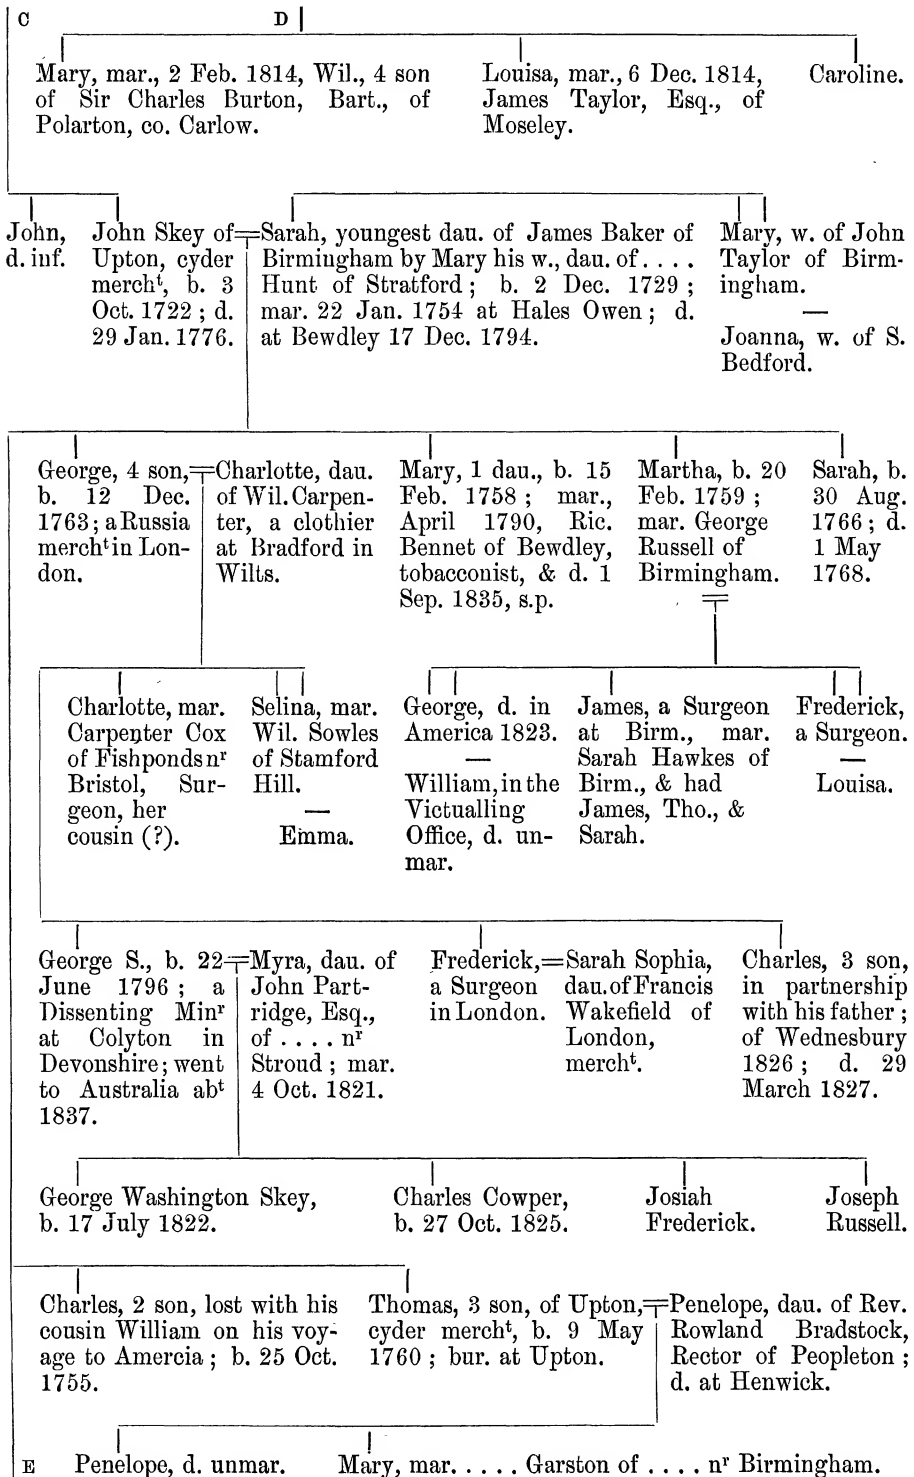 C D
Mary, mar., 2 Feb. 1814, Wil., 4 son
of Sir Charles Burton, Bart., of
Polarton, co. Carlow.
Louisa, mar., 6 Dec. 1814,
James Taylor, Esq., of
Moseley.
Caroline.
John,
d. inf.
John Skey of
Upton, cyder
mercht, b. 3
Oct. 1722; d.
29 Jan. 1776.
Sarah, youngest dau. of James Baker of
Birmingham by Mary his w., dau. of....
Hunt of Stratford; b. 2 Dec. 1729;
mar. 22 Jan. 1754 at Hales Owen; d.
at Bewdley 17 Dec. 1794.
Mary, w. of John
Taylor of Birm-
ingham.
—
Joanna, w. of S.
Bedford.
George, 4 son,
b. 12 Dec.
1763; a Russia
mercht in Lon-
don.
Charlotte, dau.
of Wil. Carpen-
ter, a clothier
at Bradford in
Wilts.
Mary, 1 dau., b. 15
Feb. 1758; mar.,
April 1790, Ric.
Bennet of Bewdley,
tobacconist, & d. 1
Sep. 1835, s.p.
Martha, b. 20
Feb. 1759;
mar. George
Russell of
Birmingham.
Sarah, b.
30 Aug.
1766; d.
1 May
1768.
Charlotte, mar.
Carpenter Cox
of Fishponds nr
Bristol, Sur-
geon, her
cousin (?).
Selina, mar.
Wil. Sowles
of Stamford
Hill.
—
Emma.
George, d. in
America 1823.
—
William, in the
Victualling
Office, d. un-
mar.
James, a Surgeon
at Birm., mar.
Sarah Hawkes of
Birm., & had
James, Tho., &
Sarah.
Frederick,
a Surgeon.
—
Louisa.
George S., b. 22
June 1796; a
Dissenting Minr
at Colyton in
Devonshire; went
to Australia abt
1837.
Myra, dau. of
John Part-
ridge, Esq.,
of .... nr
Stroud; mar.
4 Oct. 1821.
Frederick,
a Surgeon
in London.
Sarah Sophia,
dau. of Francis
Wakefield of
London,
mercht.
Charles, 3 son,
in partnership
with his father;
of Wednesbury
1826; d. 29
March 1827.
George Washington Skey,
b. 17 July 1822.
Charles Cowper,
b. 27 Oct. 1825.
Josiah
Frederick.
Joseph
Russell.
Charles, 2 son, lost with his
cousin William on his voy-
age to Amercia; b. 25 Oct.
1755.
Thomas, 3 son, of Upton,
cyder mercht, b. 9 May
1760; bur. at Upton.
Penelope, dau. of Rev.
Rowland Bradstock,
Rector of Peopleton;
d. at Henwick.
E Penelope, d. unmar. Mary, mar..... Garston of .... nr Birmingham.